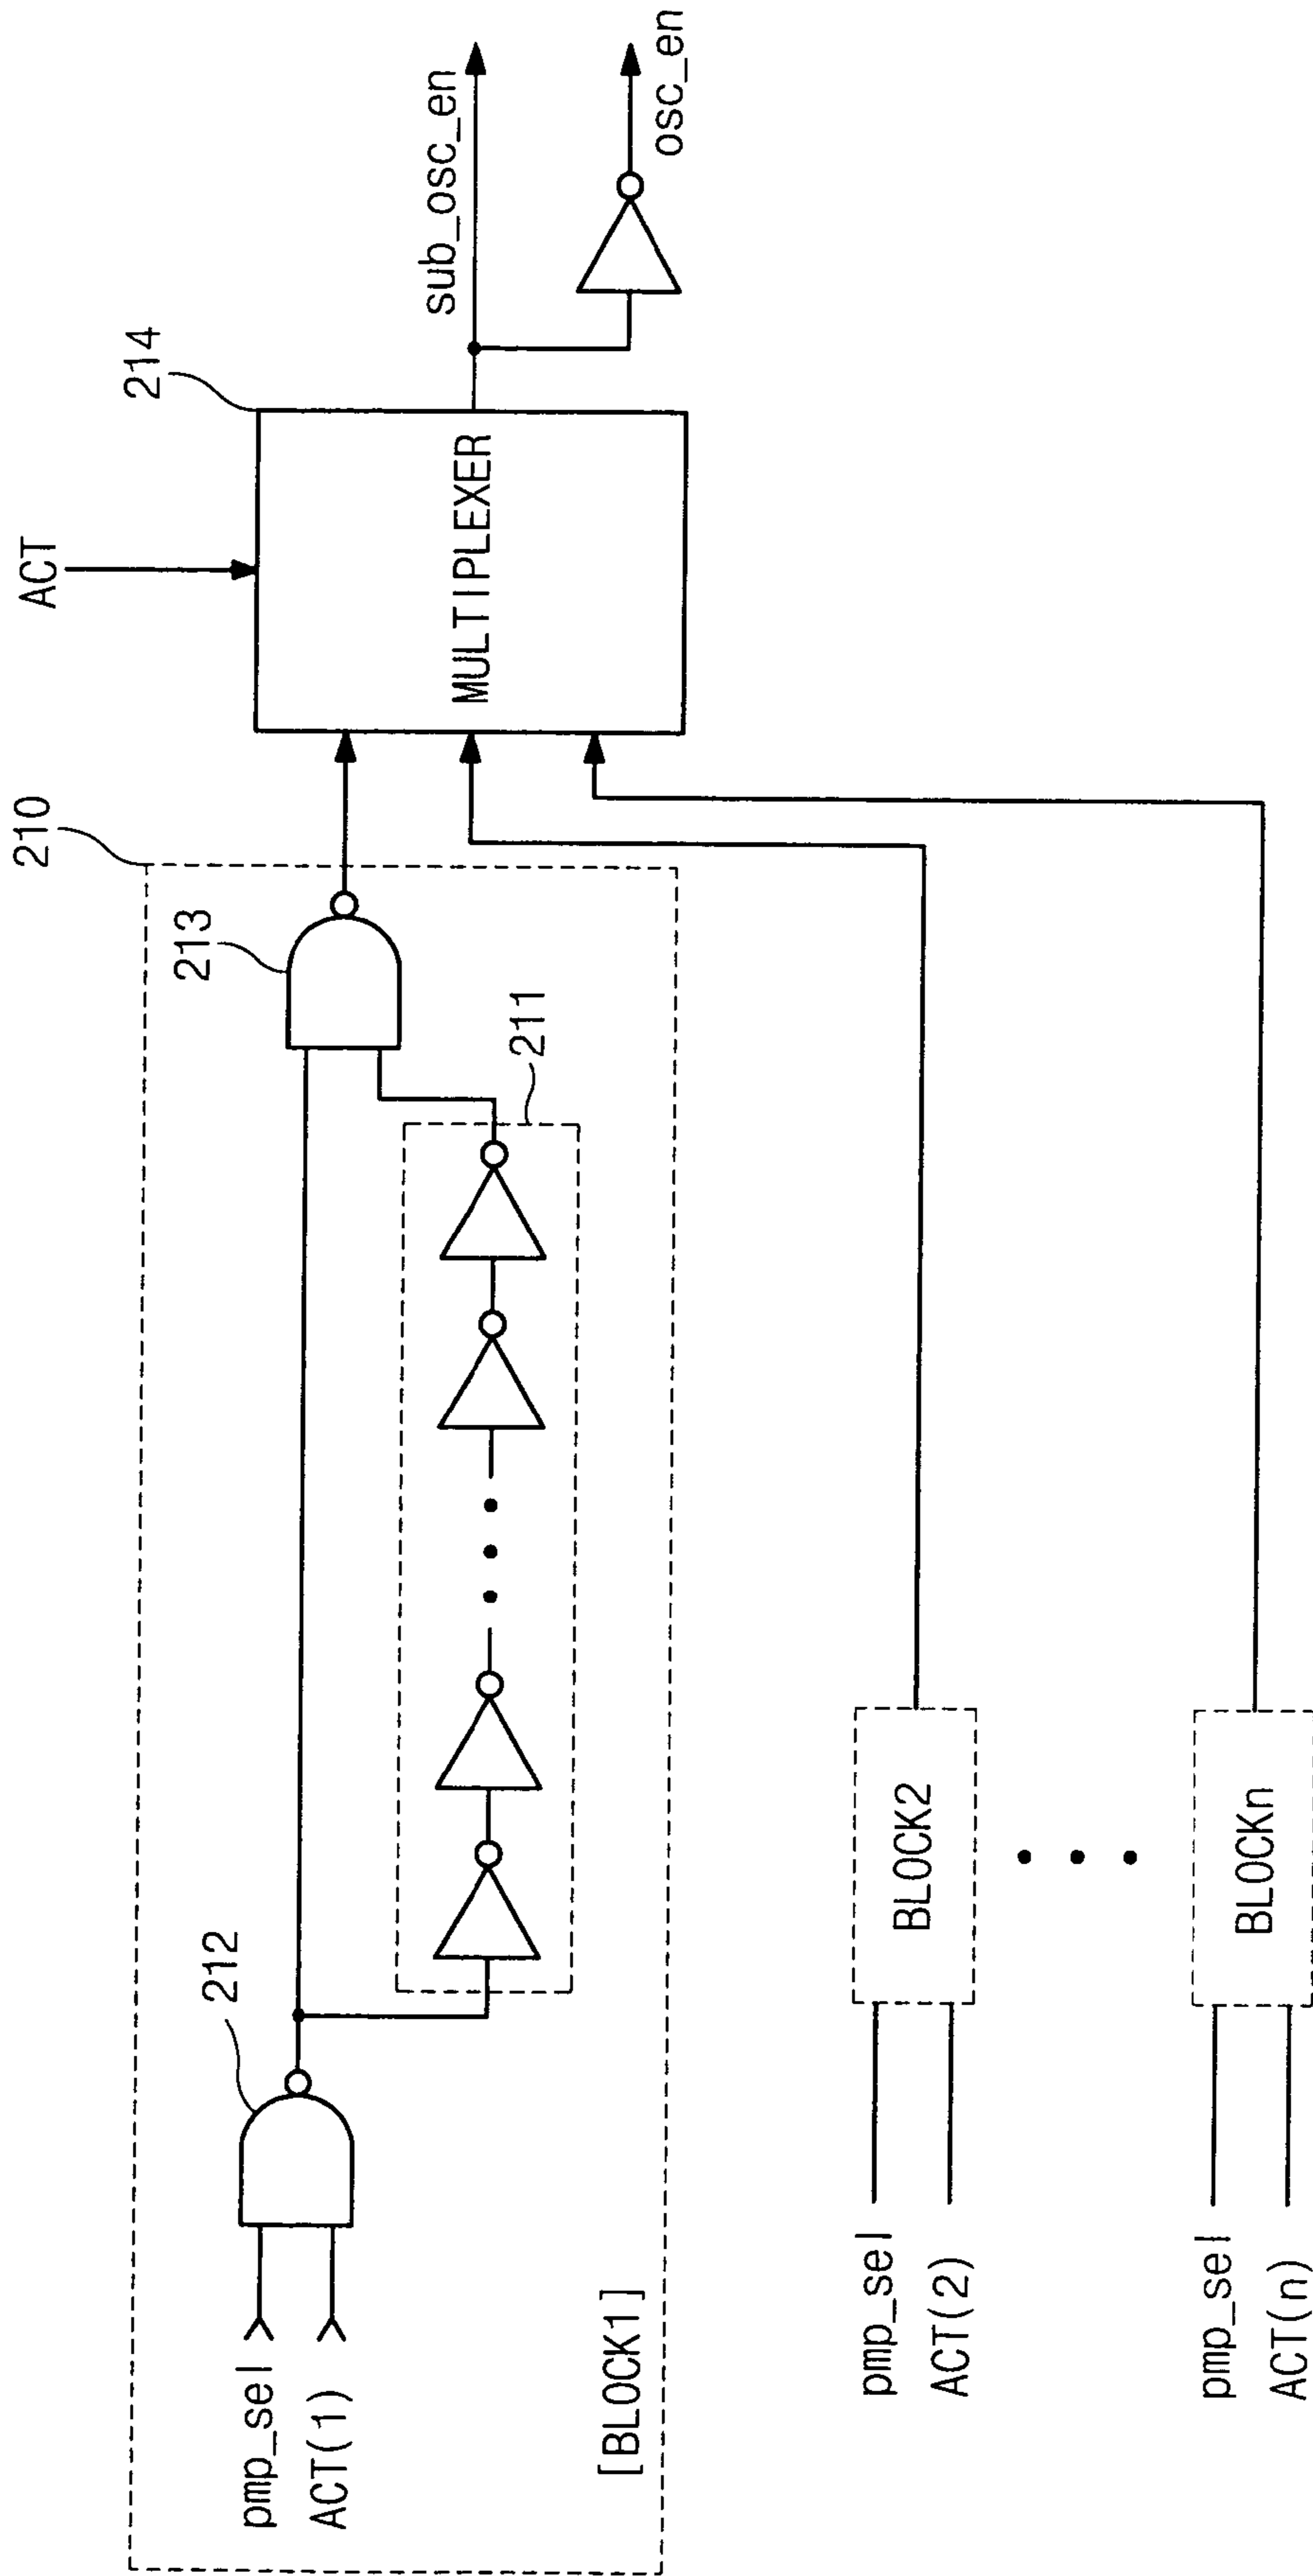 210
212
213
211
214
ACT
pmp_sel
ACT(1)
[BLOCK1]
MULTIPLEXER
sub_osc_en
osc_en
pmp_sel
ACT(2)
BLOCK2
pmp_sel
ACT(n)
BLOCKn